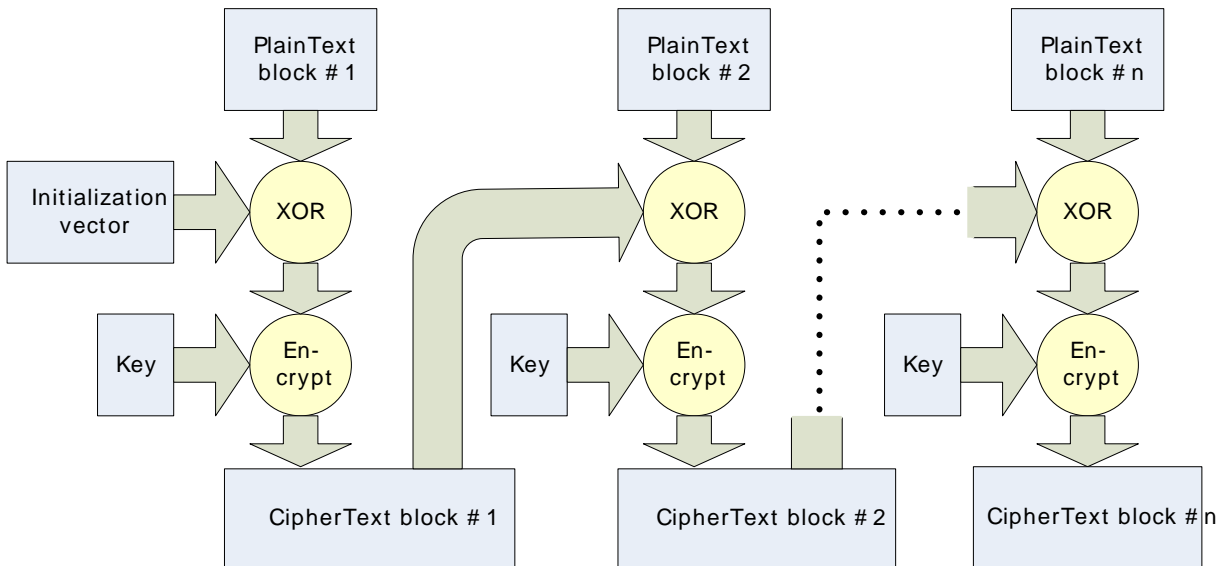 PlainText
block # 1
PlainText
block # 2
PlainText
block # n
Initialization
vector
XOR
XOR
XOR
Key
En-
crypt
Key
En-
crypt
Key
En-
crypt
CipherText block # 1
CipherText block # 2
CipherText block # n